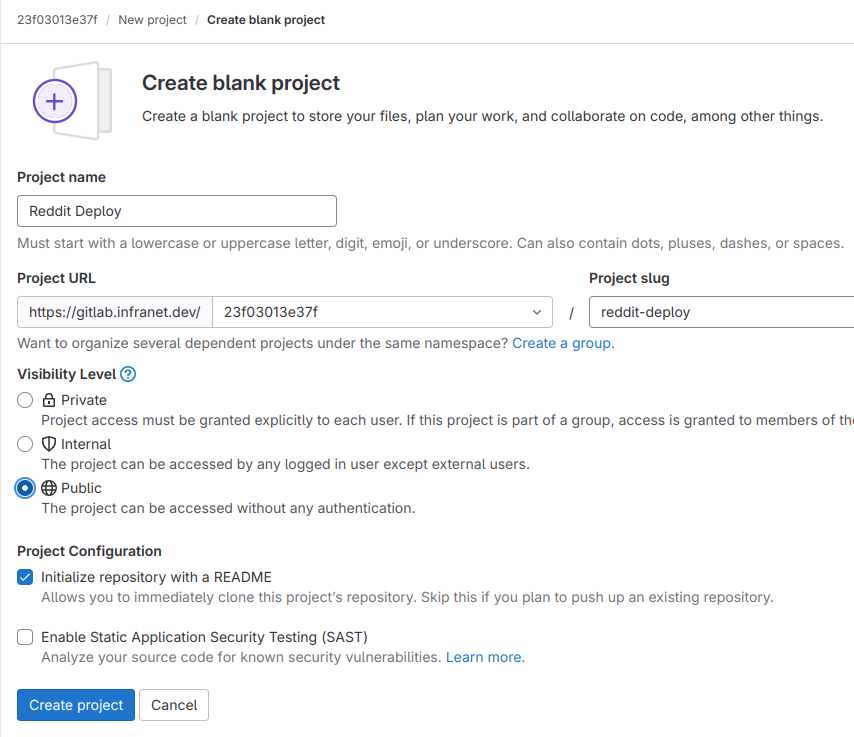 23f03013e37f / New project / Create blank project
Create blank project
Create a blank project to store your files, plan your work, and collaborate on code, among other things.
Project name
Reddit Deploy
Must start with a lowercase or uppercase letter, digit, emoji, or underscore. Can also contain dots, pluses, dashes, or spaces.
Project URL
Project slug
https://gitlab.infranet.dev/ 23f03013e37f / reddit-deploy
Want to organize several dependent projects under the same namespace? Create a group.
Visibility Level ?
Private
Project access must be granted explicitly to each user. If this project is part of a group, access is granted to members of the
Internal
The project can be accessed by any logged in user except external users.
Public
The project can be accessed without any authentication.
Project Configuration
Initialize repository with a README
Allows you to immediately clone this project's repository. Skip this if you plan to push up an existing repository.
Enable Static Application Security Testing (SAST)
Analyze your source code for known security vulnerabilities. Learn more.
Create project Cancel